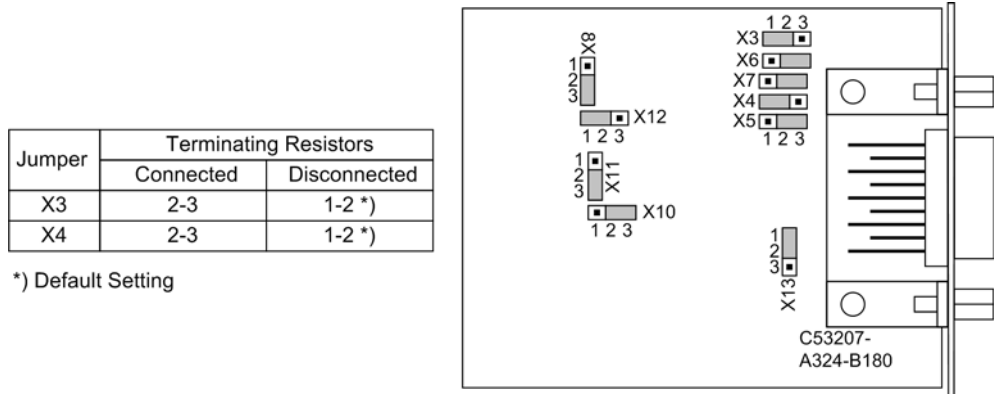 Jumper Terminating Resistors
Connected Disconnected
X3 2-3 1-2 *)
X4 2-3 1-2 *)
*) Default Setting
1 2 3
X3
X6
X7
X4
X5
1 2 3
X8
1
2
3
X12
1 2 3
1
2
3
X11
X10
1 2 3
1
2
3
X13
C53207-
A324-B180